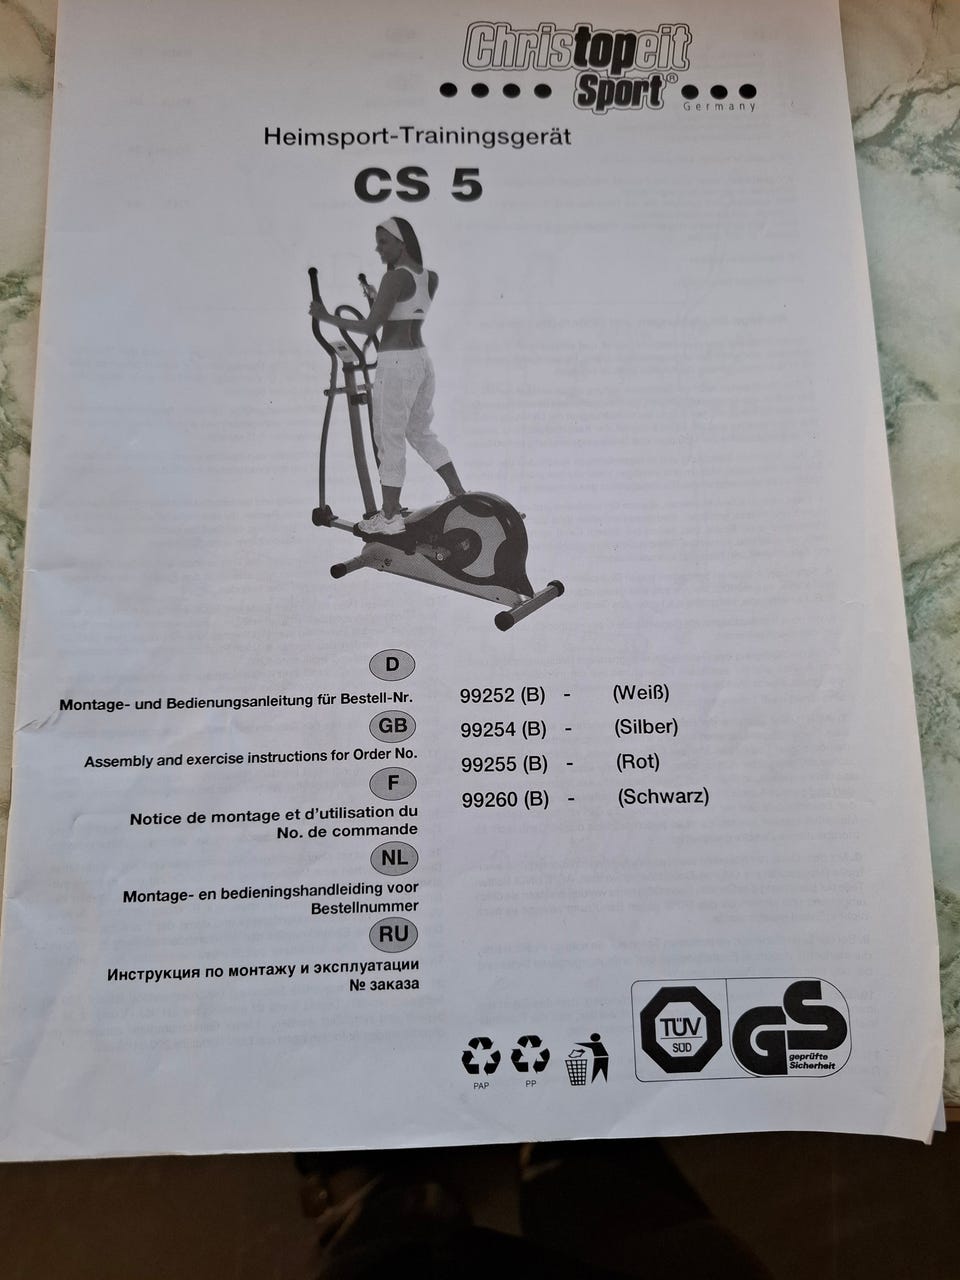 Christopeit
Sport®
Germany
Heimsport-Trainingsgerät
CS 5
D
Montage- und Bedienungsanleitung für Bestell-Nr.
GB
Assembly and exercise instructions for Order No.
F
Notice de montage et d'utilisation du
No. de commande
NL
Montage- en bedieningshandleiding voor
Bestellnummer
RU
Инструкция по монтажу и эксплуатации
№ заказа
99252 (B) - (Weiß)
99254 (B) - (Silber)
99255 (B) - (Rot)
99260 (B) - (Schwarz)
PAP
PP
TÜV
SÜD
GS
geprüfte
Sicherheit